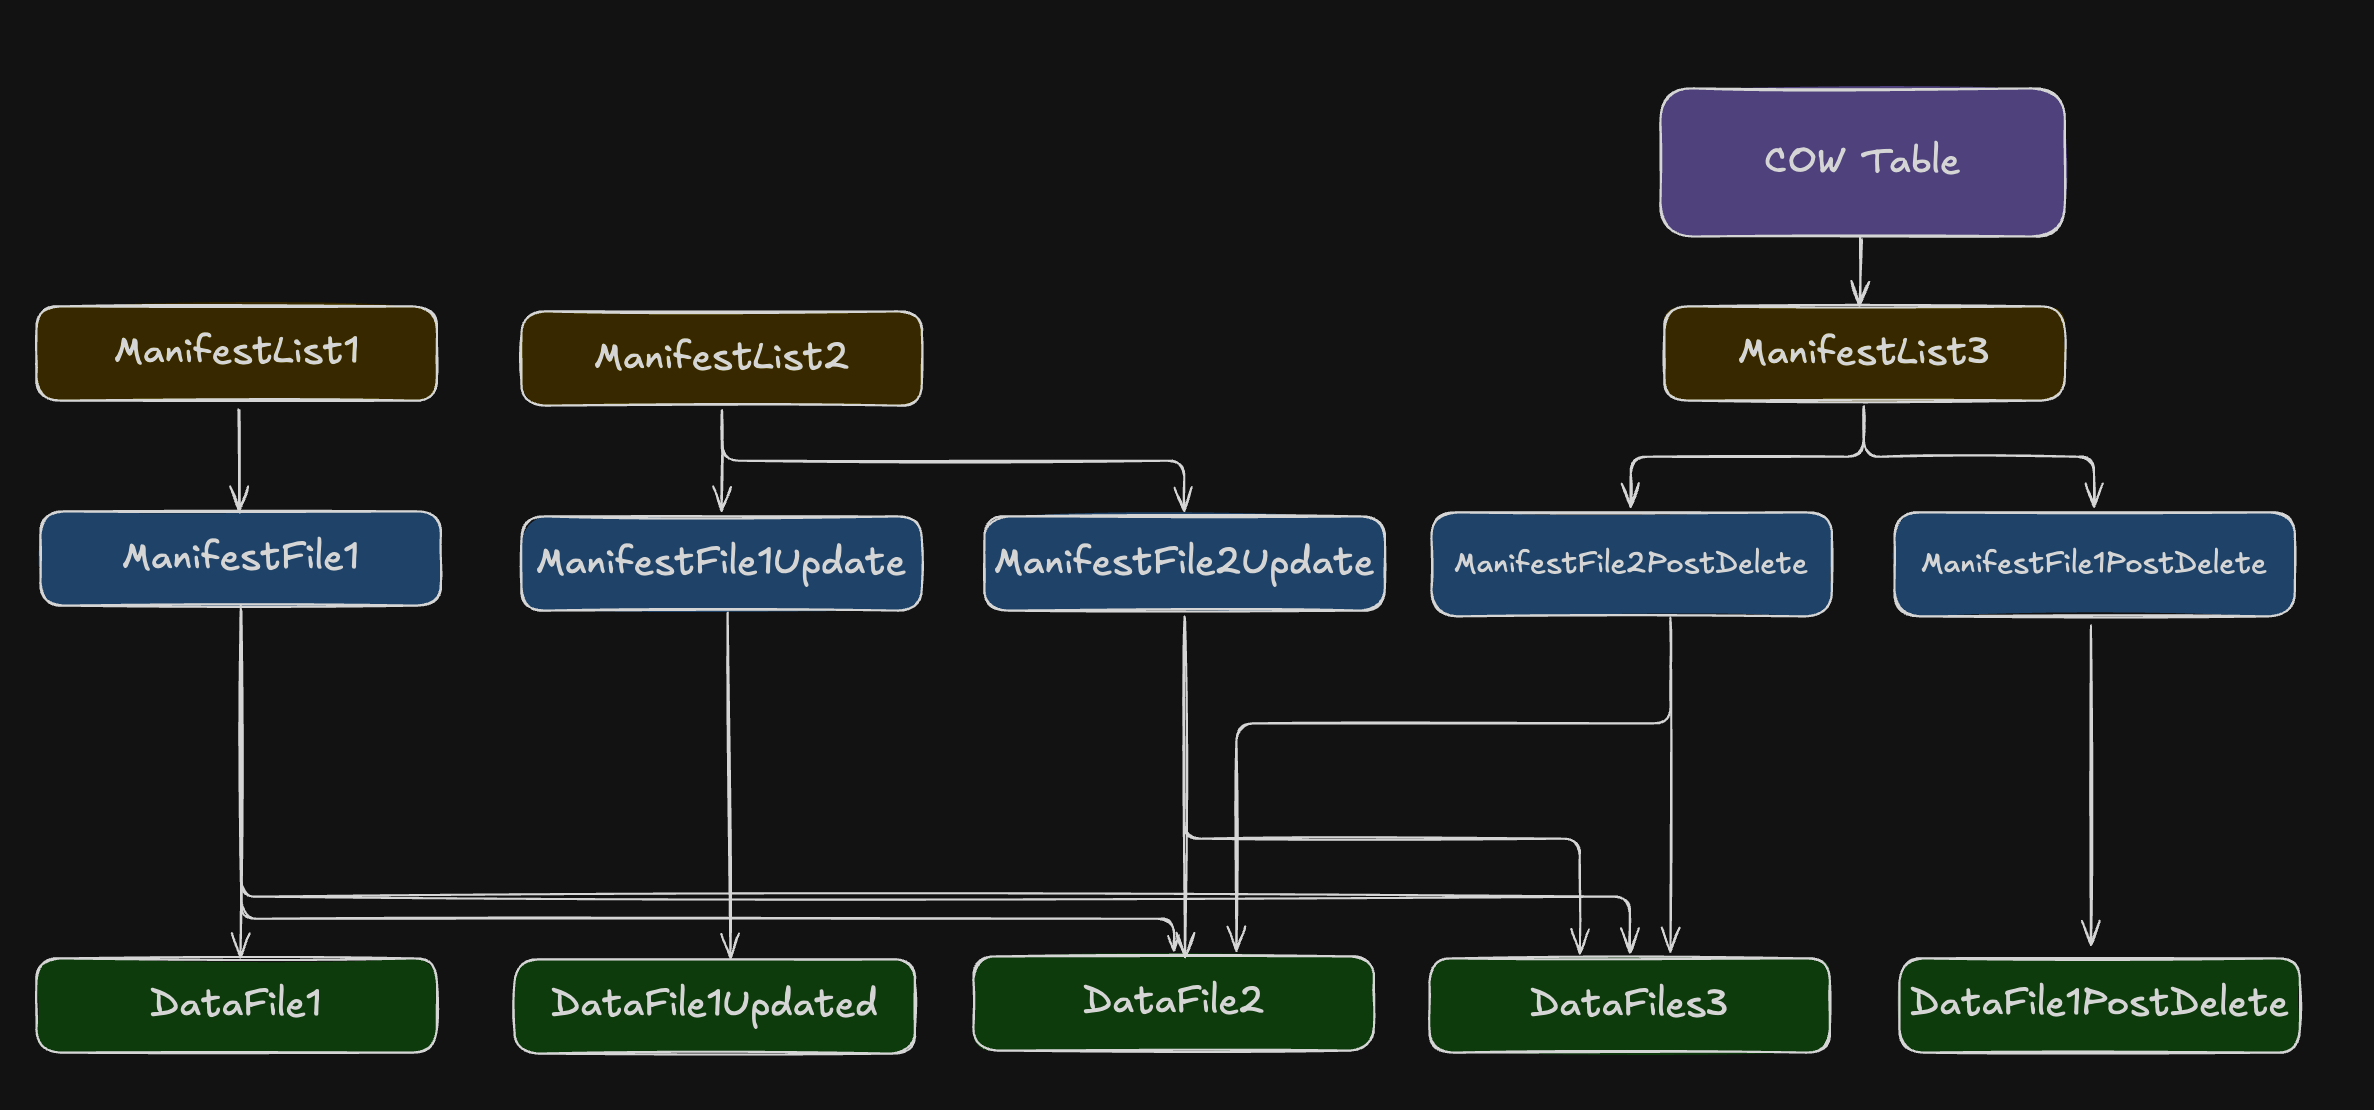 COW Table
ManifestList1
ManifestList2
ManifestList3
ManifestFile1
ManifestFile1Update
ManifestFile2Update
ManifestFile2PostDelete
ManifestFile1PostDelete
DataFile1
DataFile1Updated
DataFile2
DataFiles3
DataFile1PostDelete